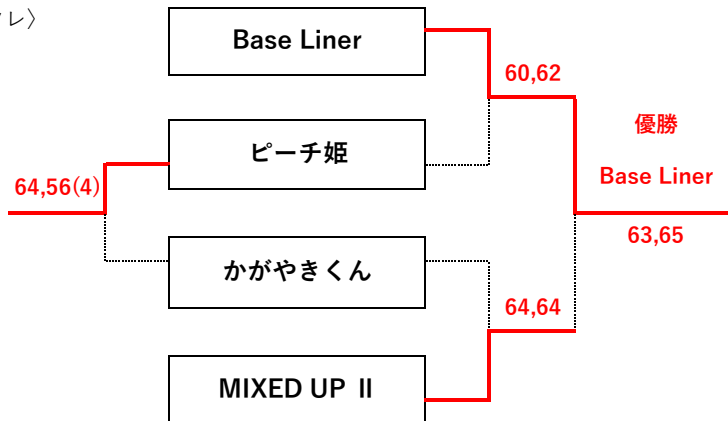 レ〉
Base Liner
60,62
優勝
ピーチ姫
Base Liner
64,56(4)
63,65
かがやきくん
64,64
MIXED UP Ⅱ